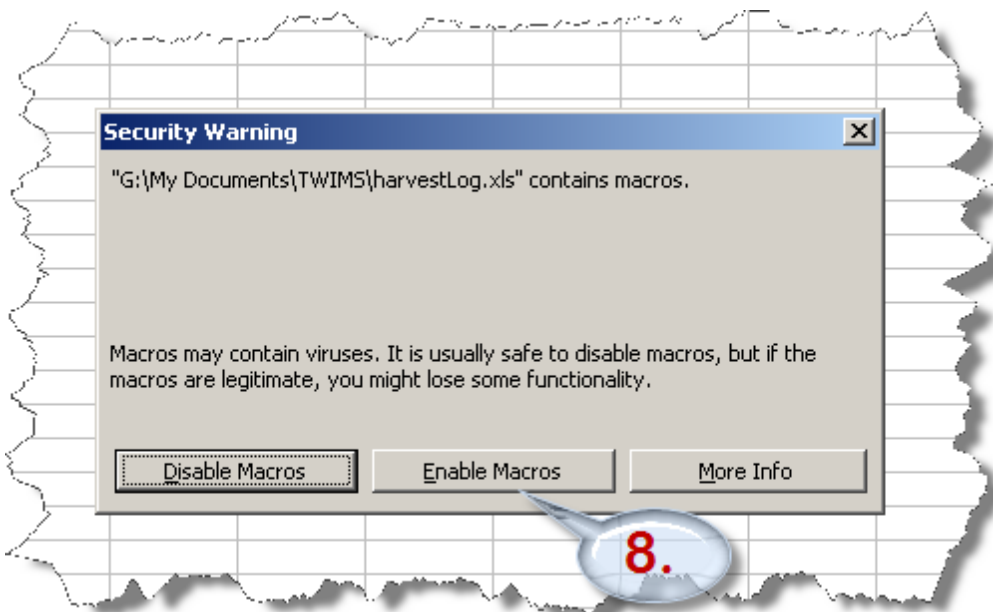 Security Warning
"G:\My Documents\TWIMS\harvestLog.xls" contains macros.
Macros may contain viruses. It is usually safe to disable macros, but if the
macros are legitimate, you might lose some functionality.
Disable Macros Enable Macros More Info
8.